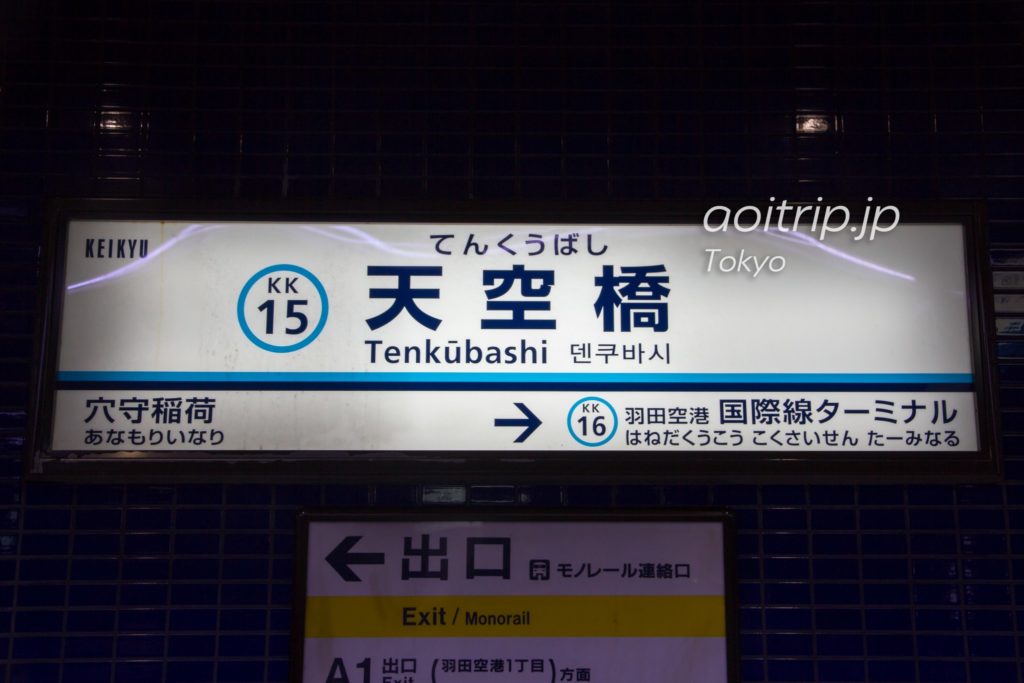 aoitrip.jp
Tokyo
KEIKYU
てんくうばし
KK
15
天空橋
Tenkūbashi 덴쿠바시
穴守稲荷
あなもりいなり
→
KK
16
羽田空港 国際線ターミナル
はねだくうこう こくさいせん たーみなる
← 出口 モノレール連絡口
Exit / Monorail
A1 出口 (羽田空港1丁目) 方面
Exit